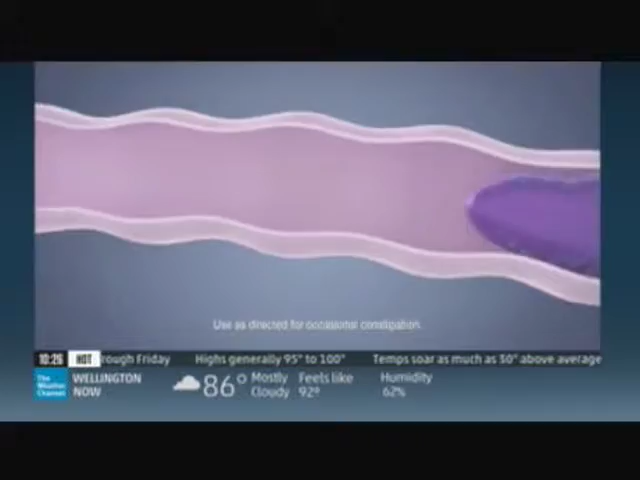 Use as directed for occasional constipation.
10:26 HOT rough Friday Highs generally 95° to 100° Temps soar as much as 30° above average
The Weather Channel
WELLINGTON NOW
86° Mostly Cloudy
Feels like 92°
Humidity 62%